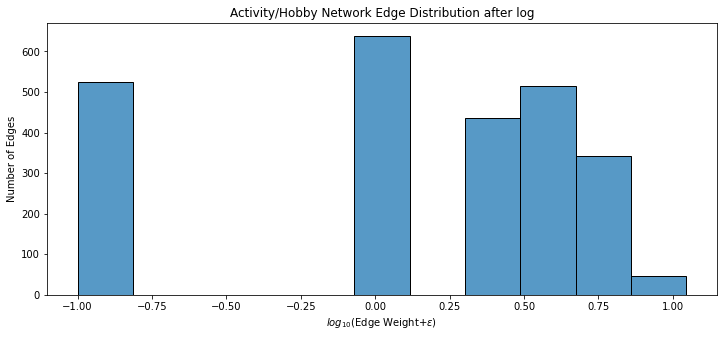 Activity/Hobby Network Edge Distribution after log
600
500
400
300
200
100
0
Number of Edges
−1.00 −0.75 −0.50 −0.25 0.00 0.25 0.50 0.75 1.00
log₁₀(Edge Weight+ε)